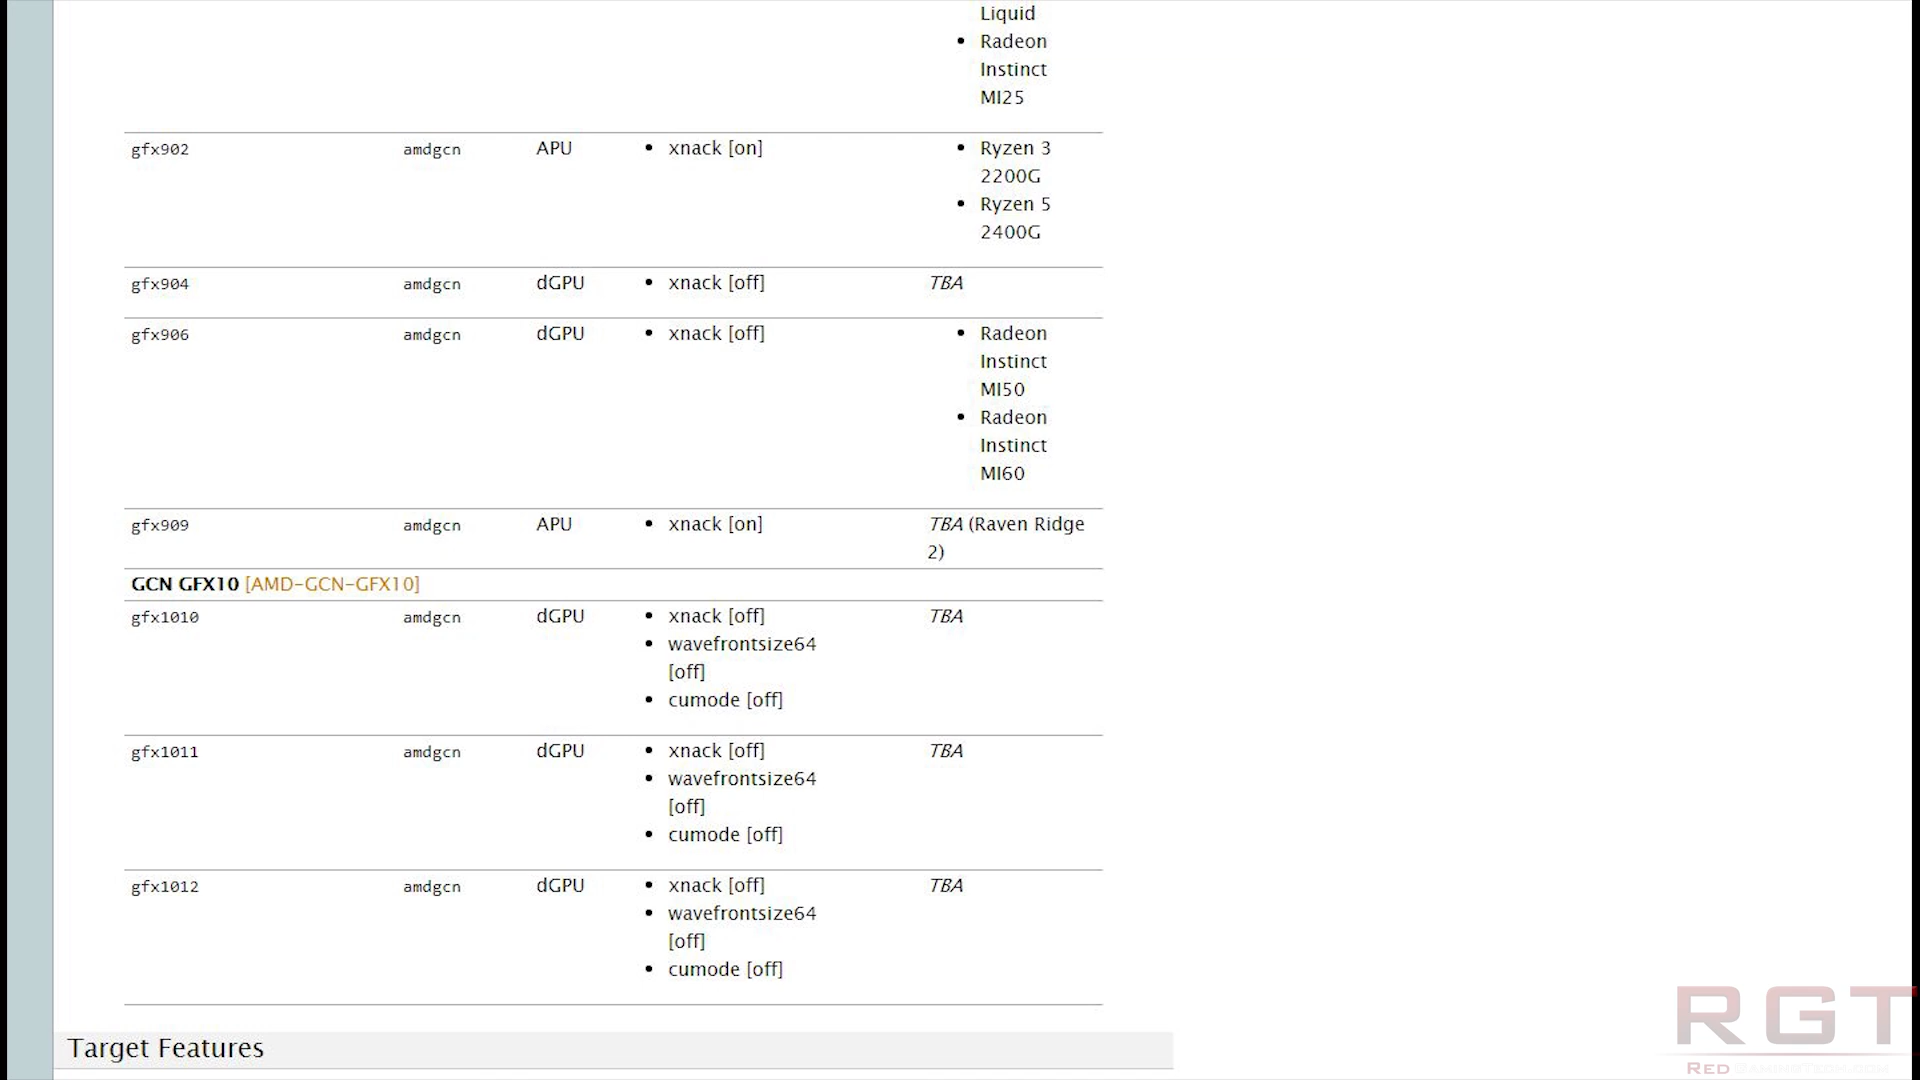 Liquid
• Radeon
Instinct
MI25
gfx902 amdgcn APU • xnack [on] • Ryzen 3
2200G
• Ryzen 5
2400G
gfx904 amdgcn dGPU • xnack [off] TBA
gfx906 amdgcn dGPU • xnack [off] • Radeon
Instinct
MI50
• Radeon
Instinct
MI60
gfx909 amdgcn APU • xnack [on] TBA (Raven Ridge
2)
GCN GFX10 [AMD-GCN-GFX10]
gfx1010 amdgcn dGPU • xnack [off] TBA
• wavefrontsize64
[off]
• cumode [off]
gfx1011 amdgcn dGPU • xnack [off] TBA
• wavefrontsize64
[off]
• cumode [off]
gfx1012 amdgcn dGPU • xnack [off] TBA
• wavefrontsize64
[off]
• cumode [off]
Target Features
RGT
RED